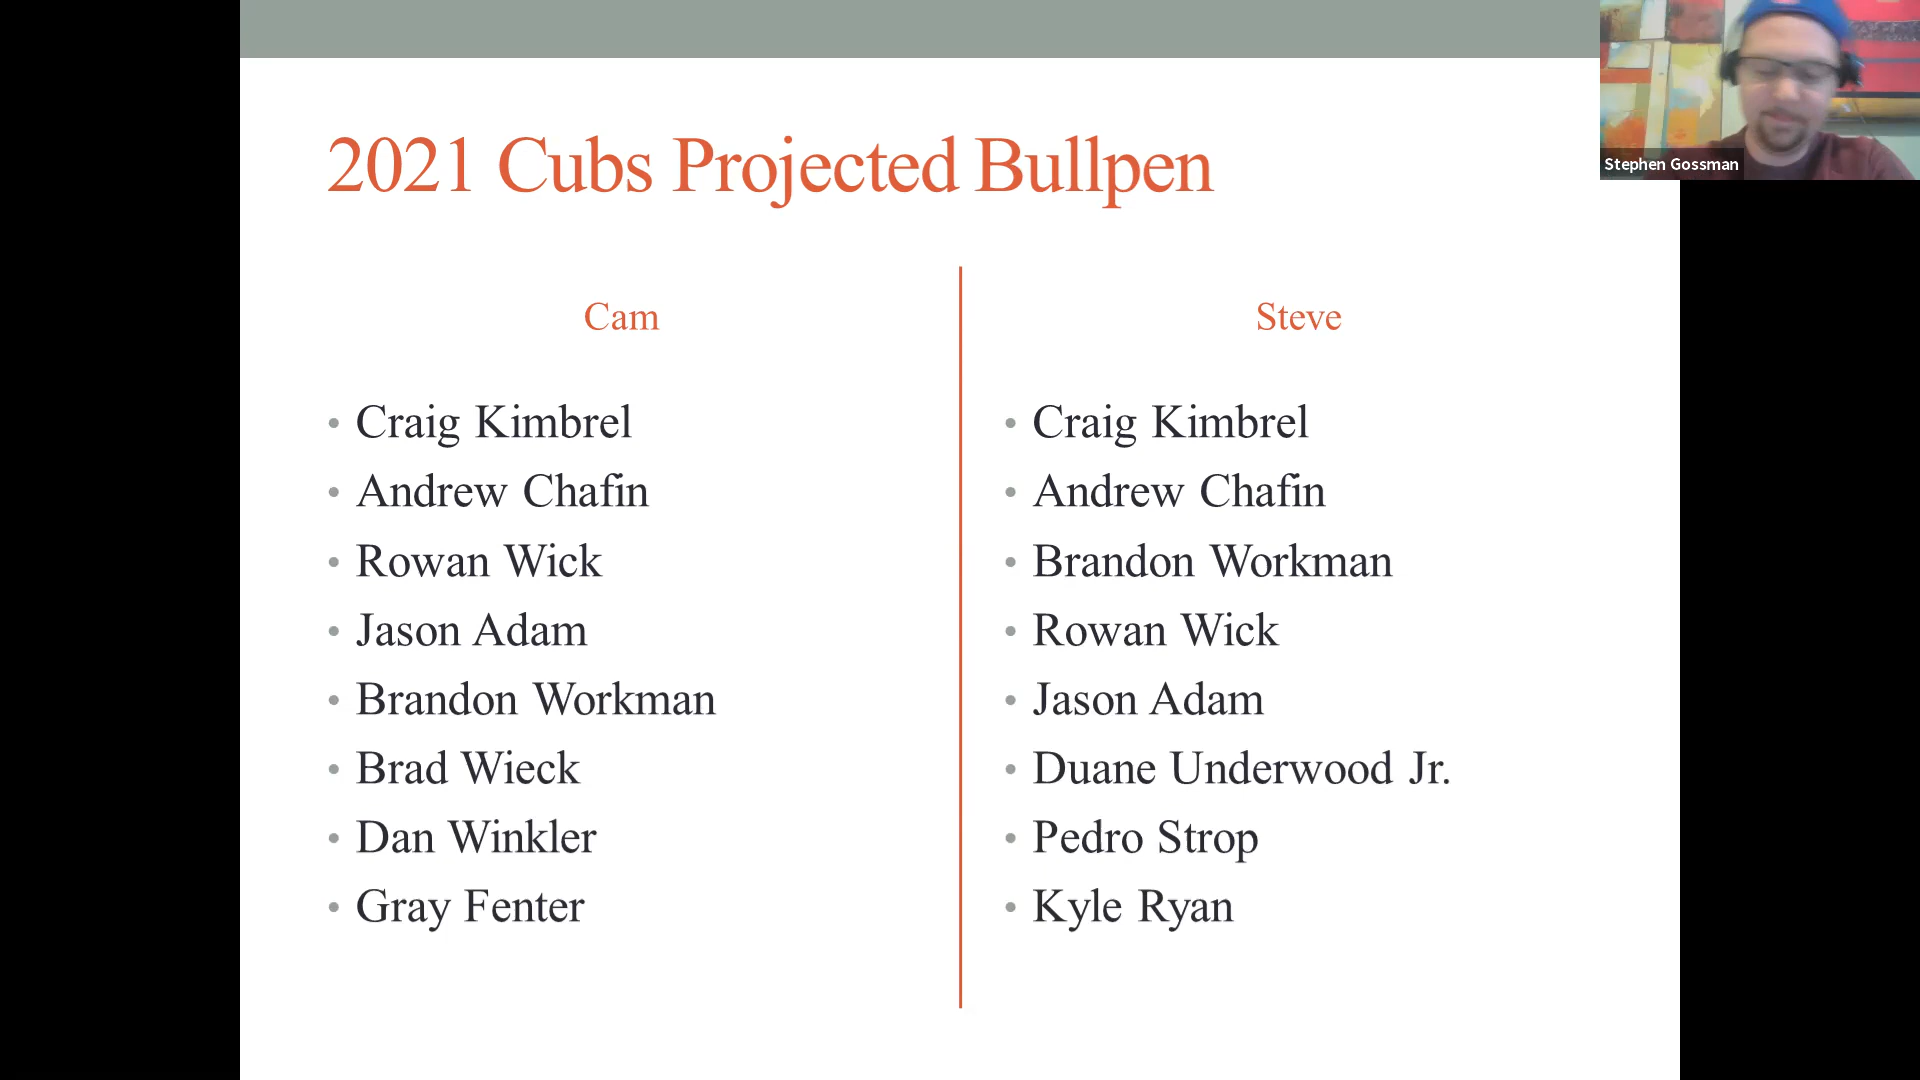 2021 Cubs Projected Bullpen
Stephen Gossman
Cam
• Craig Kimbrel
• Andrew Chafin
• Rowan Wick
• Jason Adam
• Brandon Workman
• Brad Wieck
• Dan Winkler
• Gray Fenter
Steve
• Craig Kimbrel
• Andrew Chafin
• Brandon Workman
• Rowan Wick
• Jason Adam
• Duane Underwood Jr.
• Pedro Strop
• Kyle Ryan